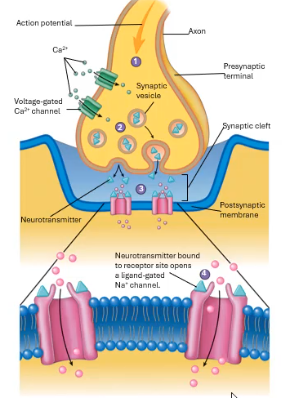 Action potential
Axon
Ca²⁺
1
Presynaptic
terminal
Synaptic
vesicle
Voltage-gated
Ca²⁺ channel
2
Synaptic cleft
3
Postsynaptic
membrane
Neurotransmitter
Neurotransmitter bound
to receptor site opens
a ligand-gated
Na⁺ channel.
4